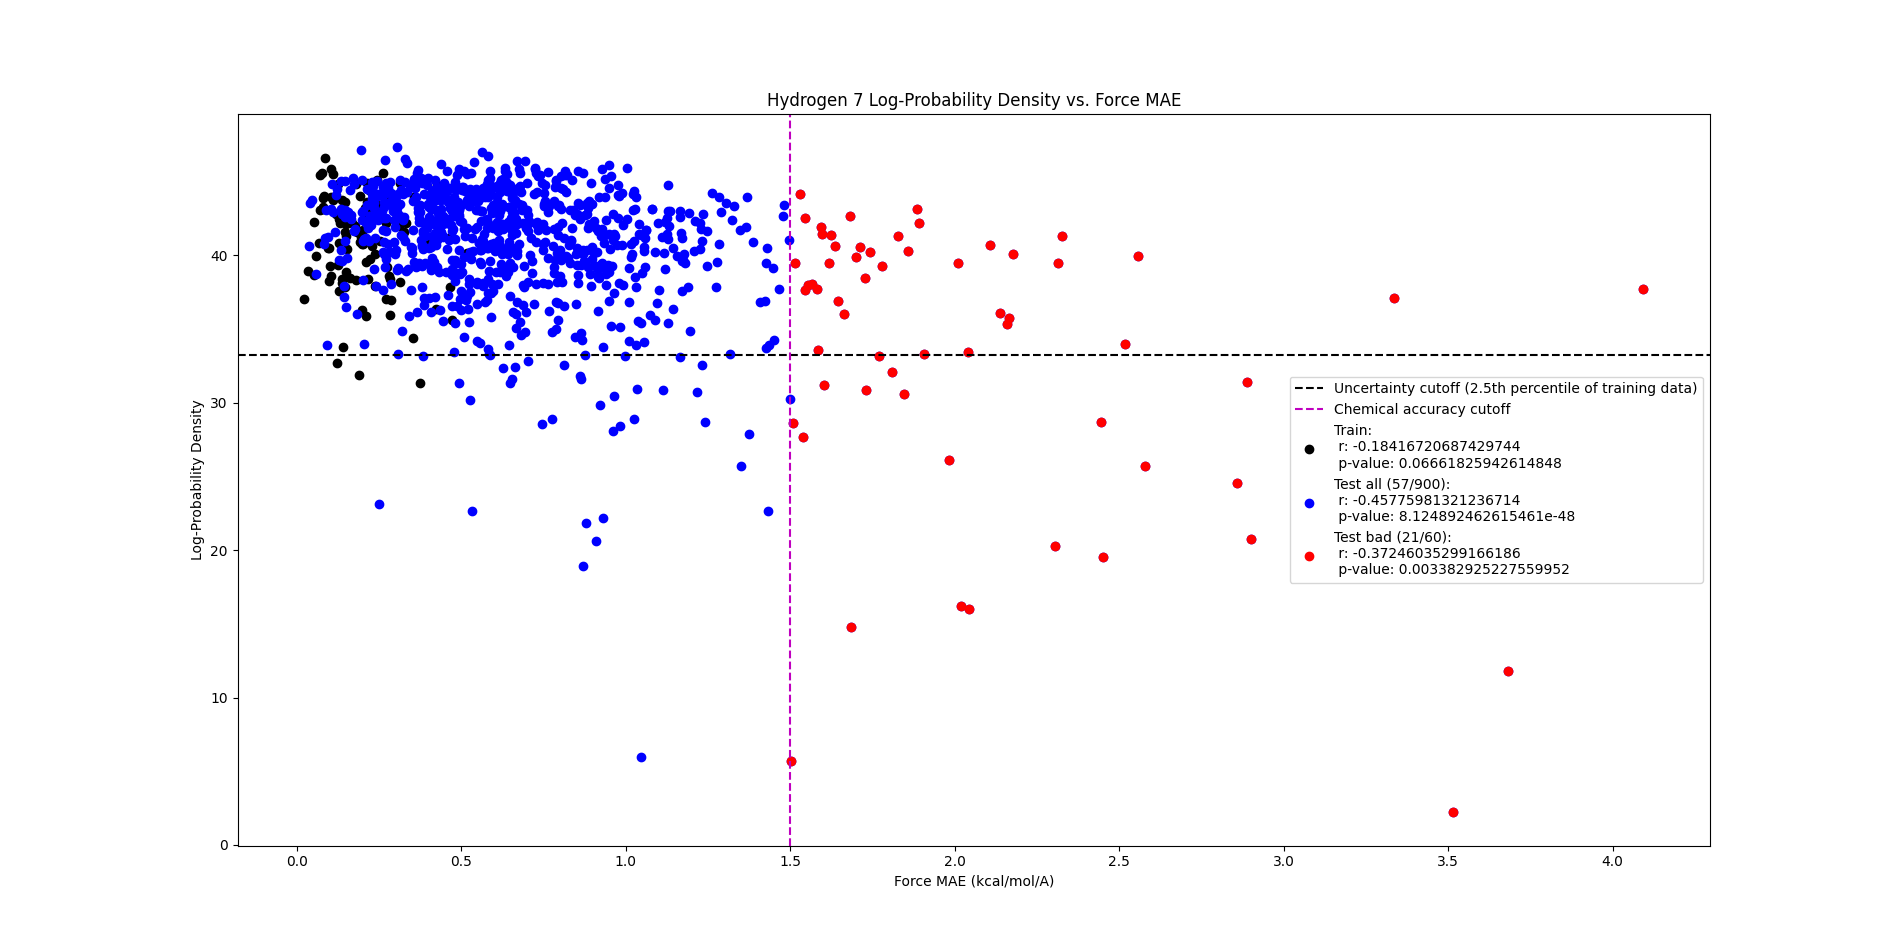 Hydrogen 7 Log-Probability Density vs. Force MAE
Log-Probabiity Density
40
30
20
10
0
0.0 0.5 1.0 1.5 2.0 2.5 3.0 3.5 4.0
Force MAE (kcal/mol/A)
Uncertainty cutoff (2.5th percentile of training data)
Chemical accuracy cutoff
Train:
r: -0.18416720687429744
p-value: 0.06661825942614848
Test all (57/900):
r: -0.45775981321236714
p-value: 8.124892462615461e-48
Test bad (21/60):
r: -0.37246035299166186
p-value: 0.003382925227559952